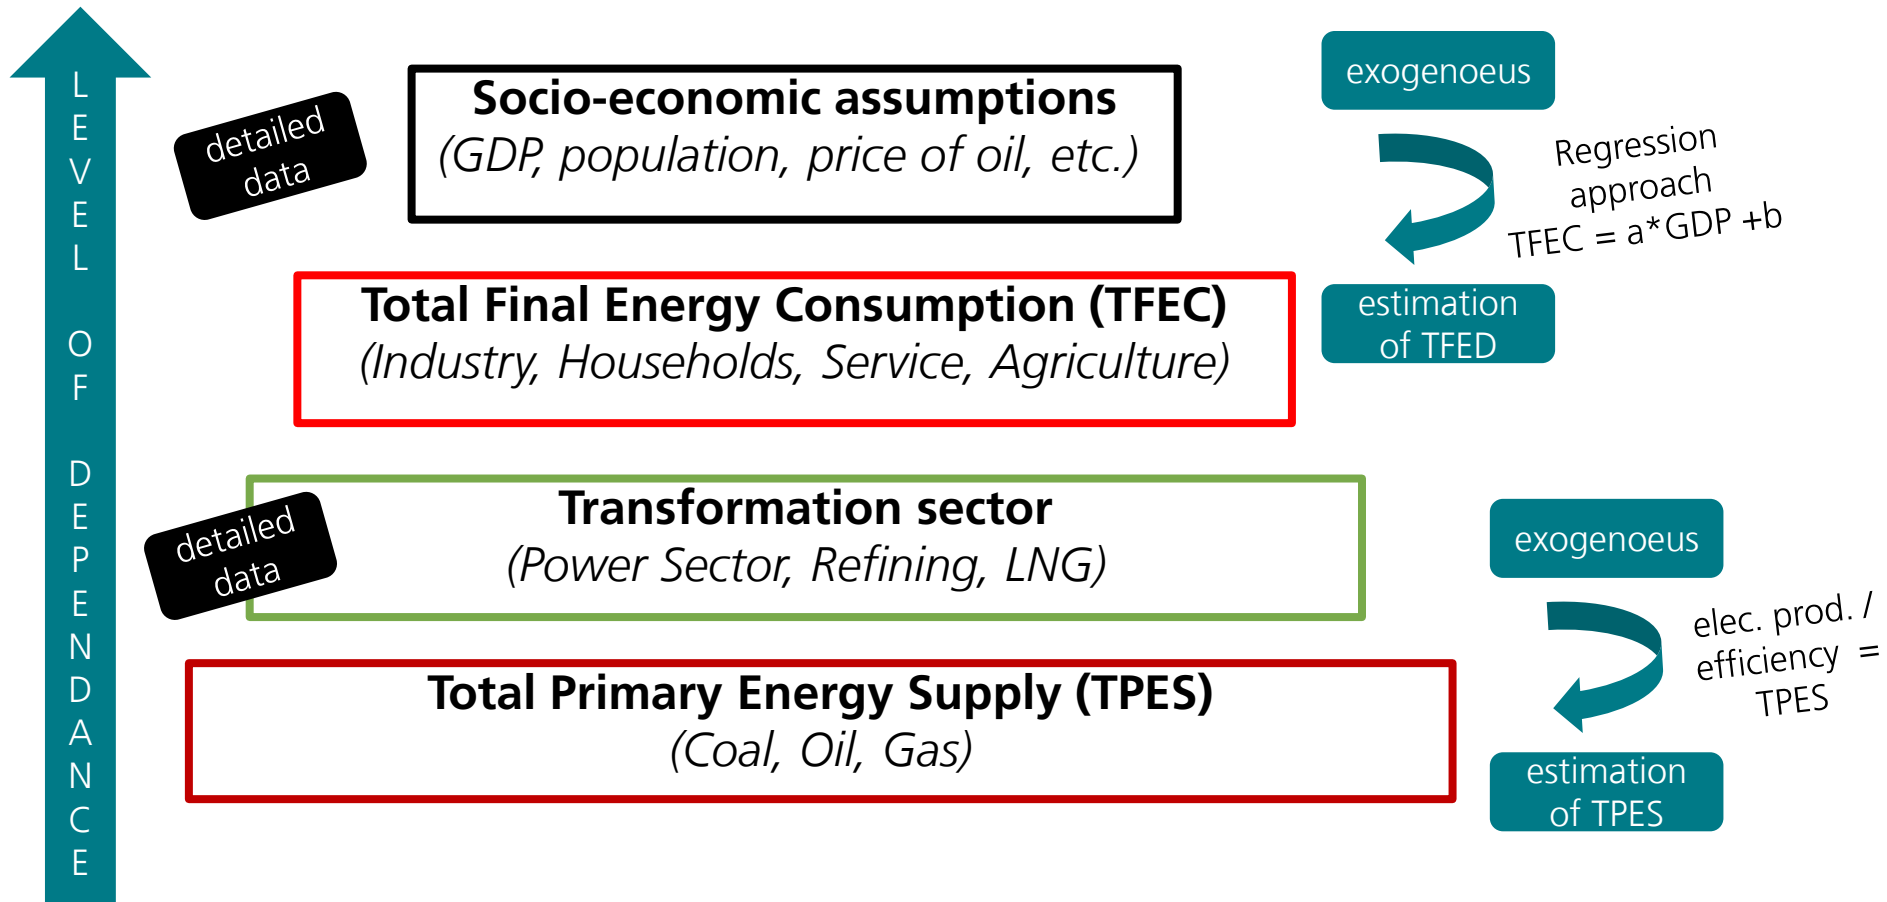 LEVEL OF DEPENDANCE
detailed
data
Socio-economic assumptions
(GDP, population, price of oil, etc.)
exogenoeus
Regression
approach
TFEC = a*GDP +b
Total Final Energy Consumption (TFEC)
(Industry, Households, Service, Agriculture)
estimation
of TFED
detailed
data
Transformation sector
(Power Sector, Refining, LNG)
exogenoeus
elec. prod. /
efficiency =
TPES
Total Primary Energy Supply (TPES)
(Coal, Oil, Gas)
estimation
of TPES